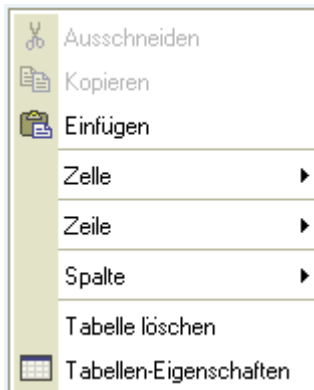 Ausschneiden
Kopieren
Einfügen
Zelle
Zeile
Spalte
Tabelle löschen
Tabellen-Eigenschaften